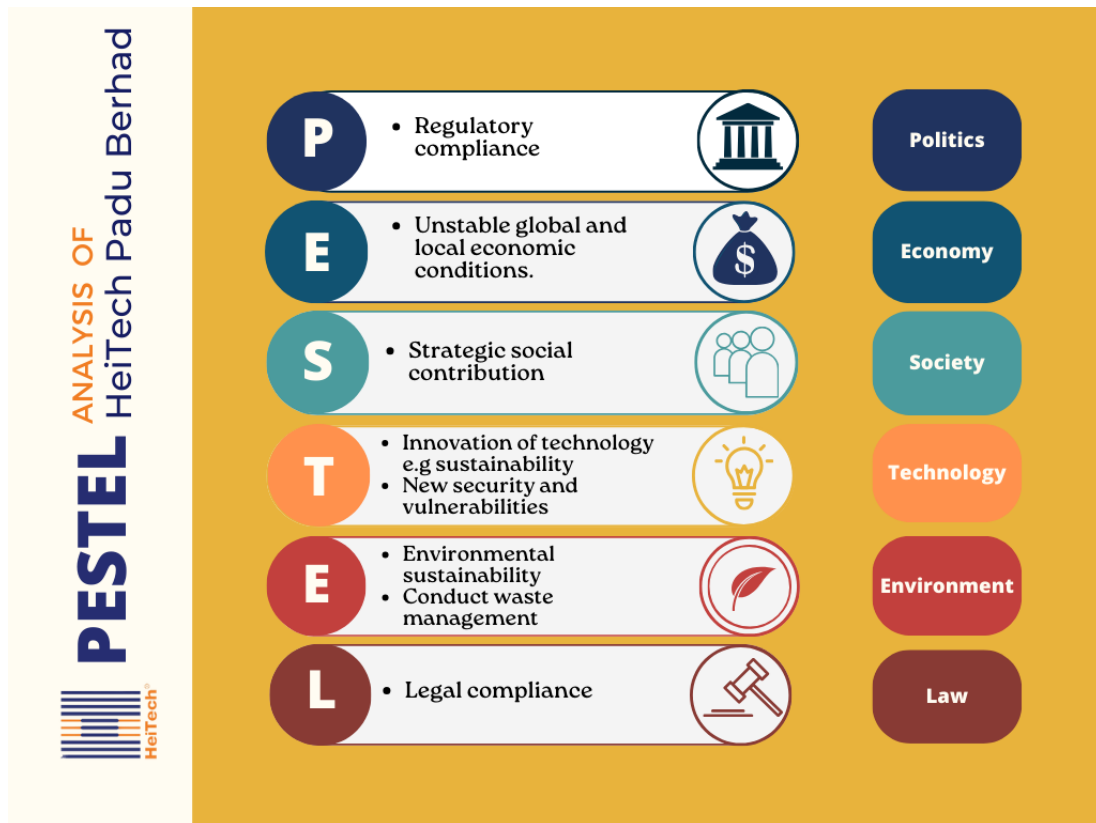 PESTEL ANALYSIS OF
HeiTech Padu Berhad
HeiTech®
P
• Regulatory
compliance
Politics
E
• Unstable global and
local economic
conditions.
$
Economy
S
• Strategic social
contribution
Society
T
• Innovation of technology
e.g sustainability
• New security and
vulnerabilities
Technology
E
• Environmental
sustainability
• Conduct waste
management
Environment
L
• Legal compliance
Law